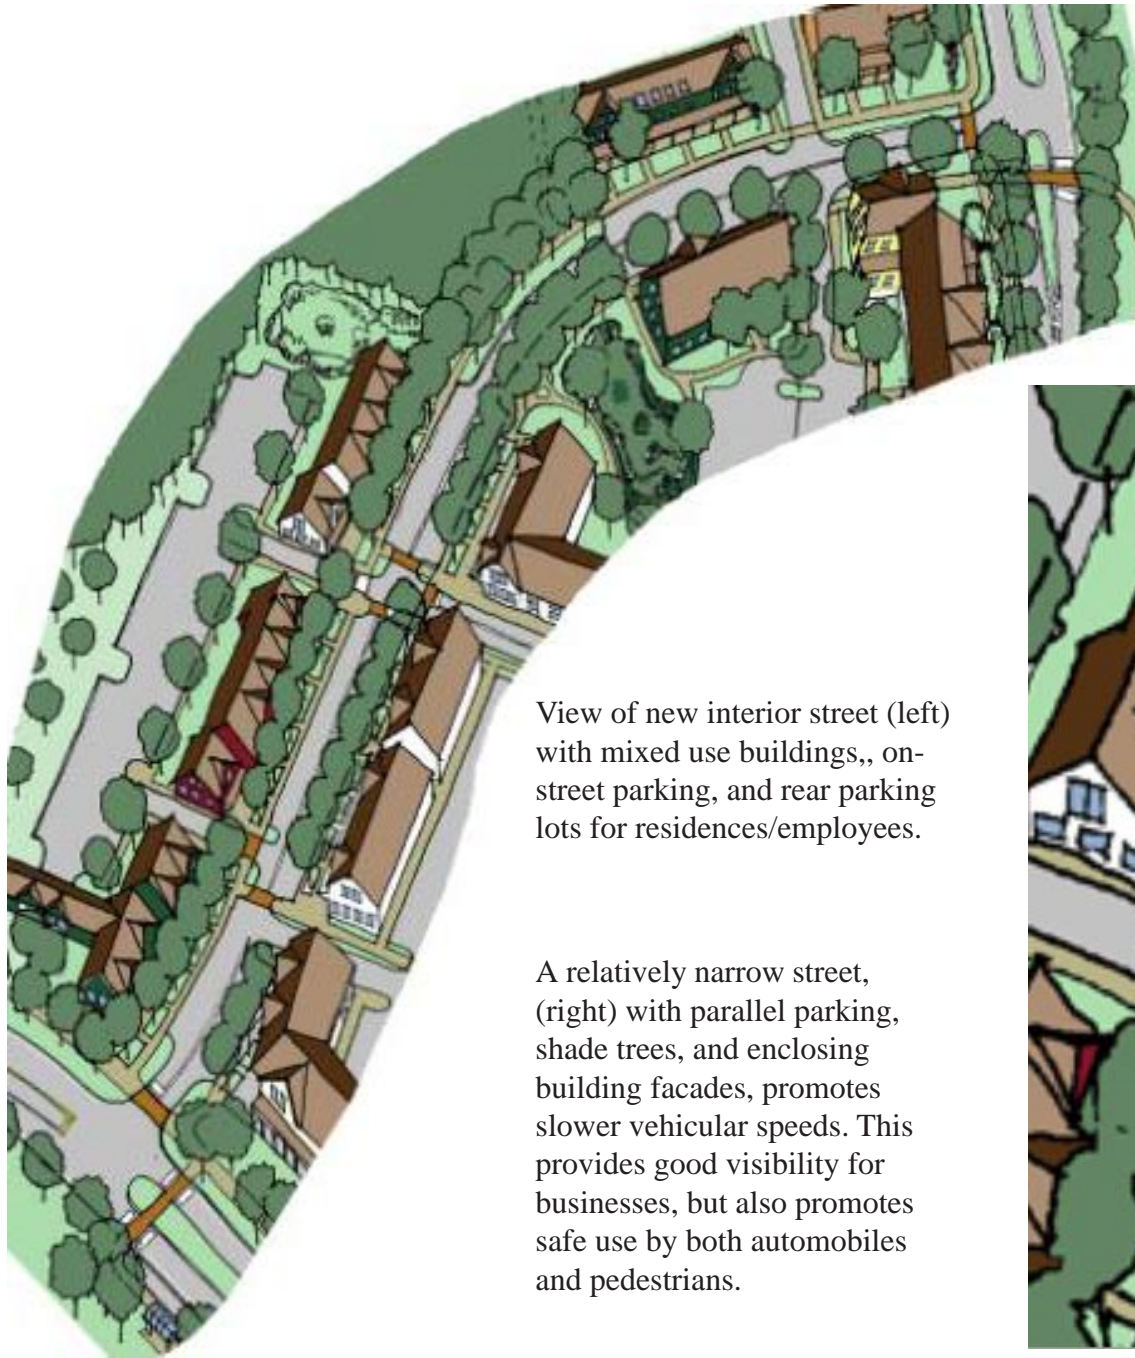 View of new interior street (left)
with mixed use buildings,, on-
street parking, and rear parking
lots for residences/employees.
A relatively narrow street,
(right) with parallel parking,
shade trees, and enclosing
building facades, promotes
slower vehicular speeds. This
provides good visibility for
businesses, but also promotes
safe use by both automobiles
and pedestrians.